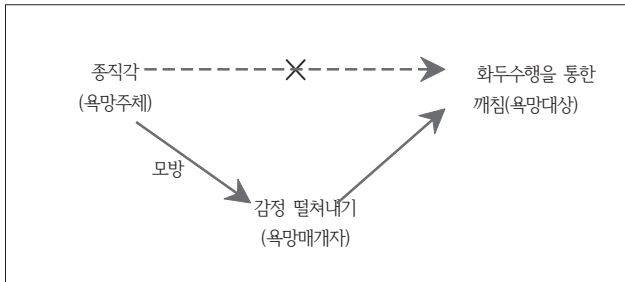 종직각
(욕망주체)
화두수행을 통한
깨침(욕망대상)
모방
감정 떨쳐내기
(욕망매개자)